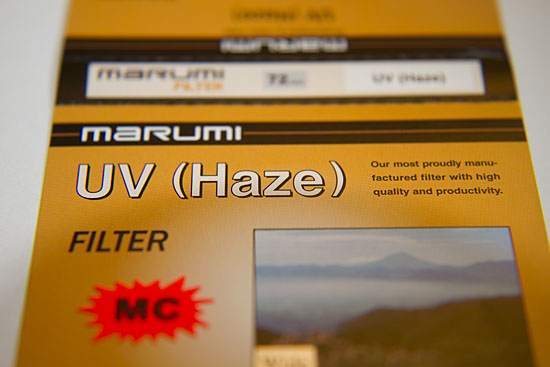 marumi
FILTER 72mm UV (Haze)
marumi
UV (Haze)
Our most proudly manu-
factured filter with high
quality and productivity.
FILTER
MC